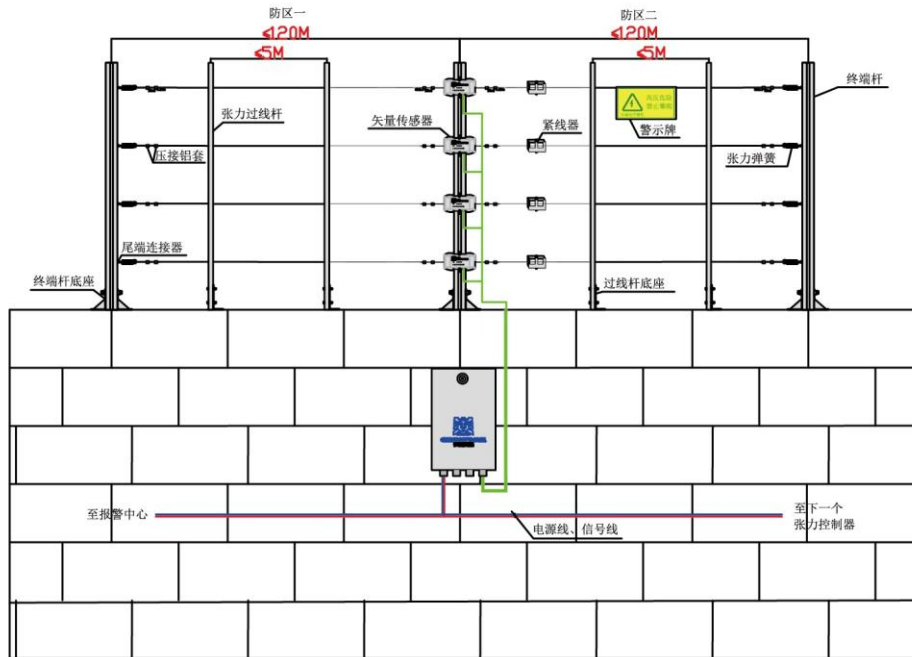 防区一
防区二
≤120M
≤120M
≤5M
≤5M
终端杆
张力过线杆
矢量传感器
紧线器
警示牌
压接铝套
张力弹簧
尾端连接器
终端杆底座
过线杆底座
至报警中心
电源线、信号线
至下一个
张力控制器